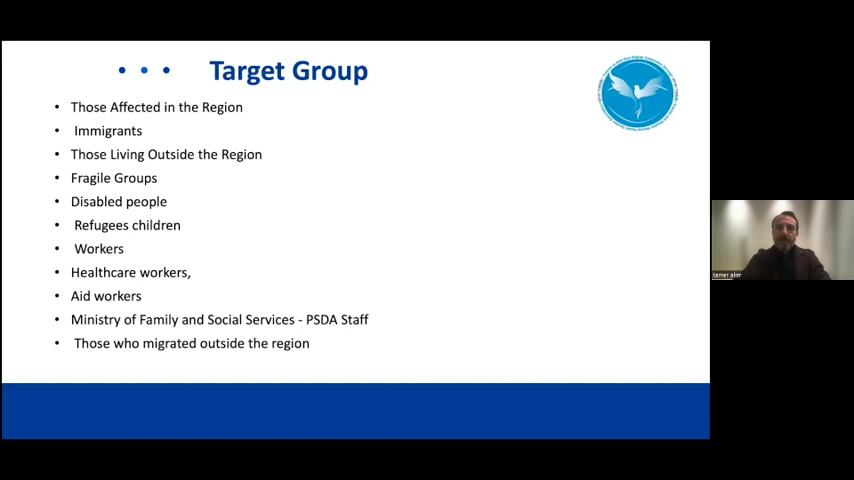 Target Group
• Those Affected in the Region
• Immigrants
• Those Living Outside the Region
• Fragile Groups
• Disabled people
• Refugees children
• Workers
• Healthcare workers,
• Aid workers
• Ministry of Family and Social Services - PSDA Staff
• Those who migrated outside the region
tamer aker